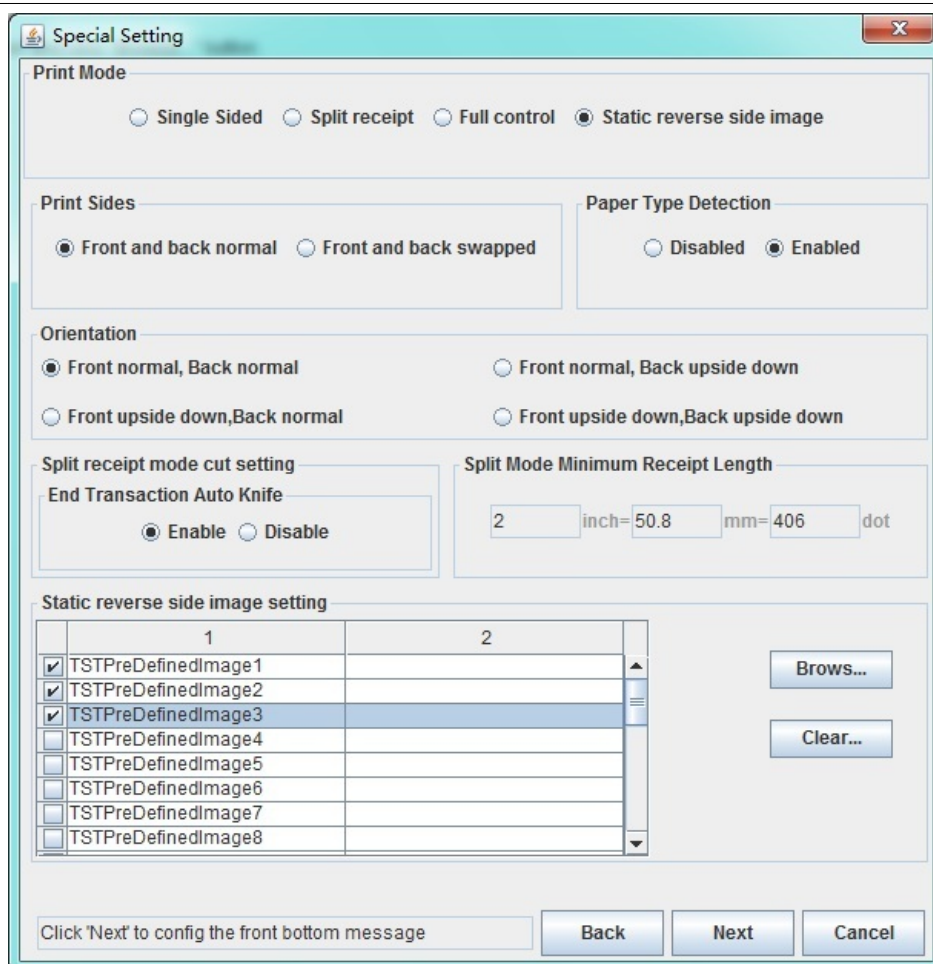 Special Setting
Print Mode
Single Sided Split receipt Full control Static reverse side image
Print Sides
Front and back normal Front and back swapped
Paper Type Detection
Disabled Enabled
Orientation
Front normal, Back normal Front normal, Back upside down
Front upside down,Back normal Front upside down,Back upside down
Split receipt mode cut setting
End Transaction Auto Knife
Enable Disable
Split Mode Minimum Receipt Length
2 inch= 50.8 mm= 406 dot
Static reverse side image setting
1 2
TSTPreDefinedImage1
TSTPreDefinedImage2
TSTPreDefinedImage3
TSTPreDefinedImage4
TSTPreDefinedImage5
TSTPreDefinedImage6
TSTPreDefinedImage7
TSTPreDefinedImage8
Brows...
Clear...
Click 'Next' to config the front bottom message Back Next Cancel